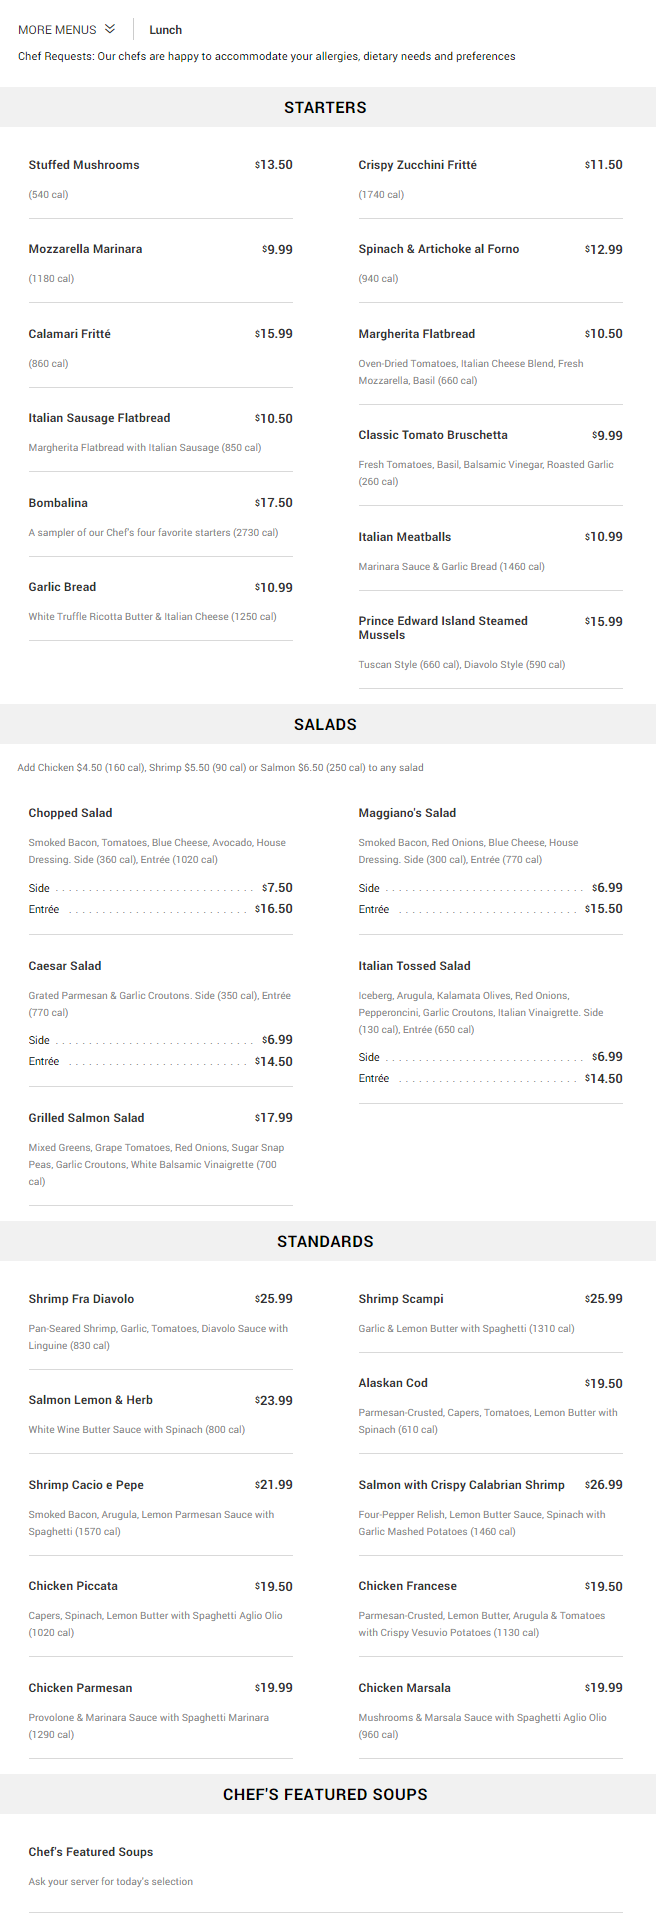 MORE MENUS
Lunch
Chef Requests: Our chefs are happy to accommodate your allergies, dietary needs and preferences
STARTERS
Stuffed Mushrooms $13.50
(540 cal)
Mozzarella Marinara $9.99
(1180 cal)
Calamari Fritté $15.99
(860 cal)
Italian Sausage Flatbread $10.50
Margherita Flatbread with Italian Sausage (850 cal)
Bombalina $17.50
A sampler of our Chef's four favorite starters (2730 cal)
Garlic Bread $10.99
White Truffle Ricotta Butter & Italian Cheese (1250 cal)
Crispy Zucchini Fritté $11.50
(1740 cal)
Spinach & Artichoke al Forno $12.99
(940 cal)
Margherita Flatbread $10.50
Oven-Dried Tomatoes, Italian Cheese Blend, Fresh
Mozzarella, Basil (660 cal)
Classic Tomato Bruschetta $9.99
Fresh Tomatoes, Basil, Balsamic Vinegar, Roasted Garlic
(260 cal)
Italian Meatballs $10.99
Marinara Sauce & Garlic Bread (1460 cal)
Prince Edward Island Steamed $15.99
Mussels
Tuscan Style (660 cal), Diavolo Style (590 cal)
SALADS
Add Chicken $4.50 (160 cal), Shrimp $5.50 (90 cal) or Salmon $6.50 (250 cal) to any salad
Chopped Salad
Smoked Bacon, Tomatoes, Blue Cheese, Avocado, House
Dressing. Side (360 cal), Entrée (1020 cal)
Side $7.50
Entrée $16.50
Caesar Salad
Grated Parmesan & Garlic Croutons. Side (350 cal), Entrée
(770 cal)
Side $6.99
Entrée $14.50
Grilled Salmon Salad $17.99
Mixed Greens, Grape Tomatoes, Red Onions, Sugar Snap
Peas, Garlic Croutons, White Balsamic Vinaigrette (700
cal)
Maggiano's Salad
Smoked Bacon, Red Onions, Blue Cheese, House
Dressing. Side (300 cal), Entrée (770 cal)
Side $6.99
Entrée $15.50
Italian Tossed Salad
Iceberg, Arugula, Kalamata Olives, Red Onions,
Pepperoncini, Garlic Croutons, Italian Vinaigrette. Side
(130 cal), Entrée (650 cal)
Side $6.99
Entrée $14.50
STANDARDS
Shrimp Fra Diavolo $25.99
Pan-Seared Shrimp, Garlic, Tomatoes, Diavolo Sauce with
Linguine (830 cal)
Salmon Lemon & Herb $23.99
White Wine Butter Sauce with Spinach (800 cal)
Shrimp Cacio e Pepe $21.99
Smoked Bacon, Arugula, Lemon Parmesan Sauce with
Spaghetti (1570 cal)
Chicken Piccata $19.50
Capers, Spinach, Lemon Butter with Spaghetti Aglio Olio
(1020 cal)
Chicken Parmesan $19.99
Provolone & Marinara Sauce with Spaghetti Marinara
(1290 cal)
Shrimp Scampi $25.99
Garlic & Lemon Butter with Spaghetti (1310 cal)
Alaskan Cod $19.50
Parmesan-Crusted, Capers, Tomatoes, Lemon Butter with
Spinach (610 cal)
Salmon with Crispy Calabrian Shrimp $26.99
Four-Pepper Relish, Lemon Butter Sauce, Spinach with
Garlic Mashed Potatoes (1460 cal)
Chicken Francese $19.50
Parmesan-Crusted, Lemon Butter, Arugula & Tomatoes
with Crispy Vesuvio Potatoes (1130 cal)
Chicken Marsala $19.99
Mushrooms & Marsala Sauce with Spaghetti Aglio Olio
(960 cal)
CHEF'S FEATURED SOUPS
Chef's Featured Soups
Ask your server for today's selection